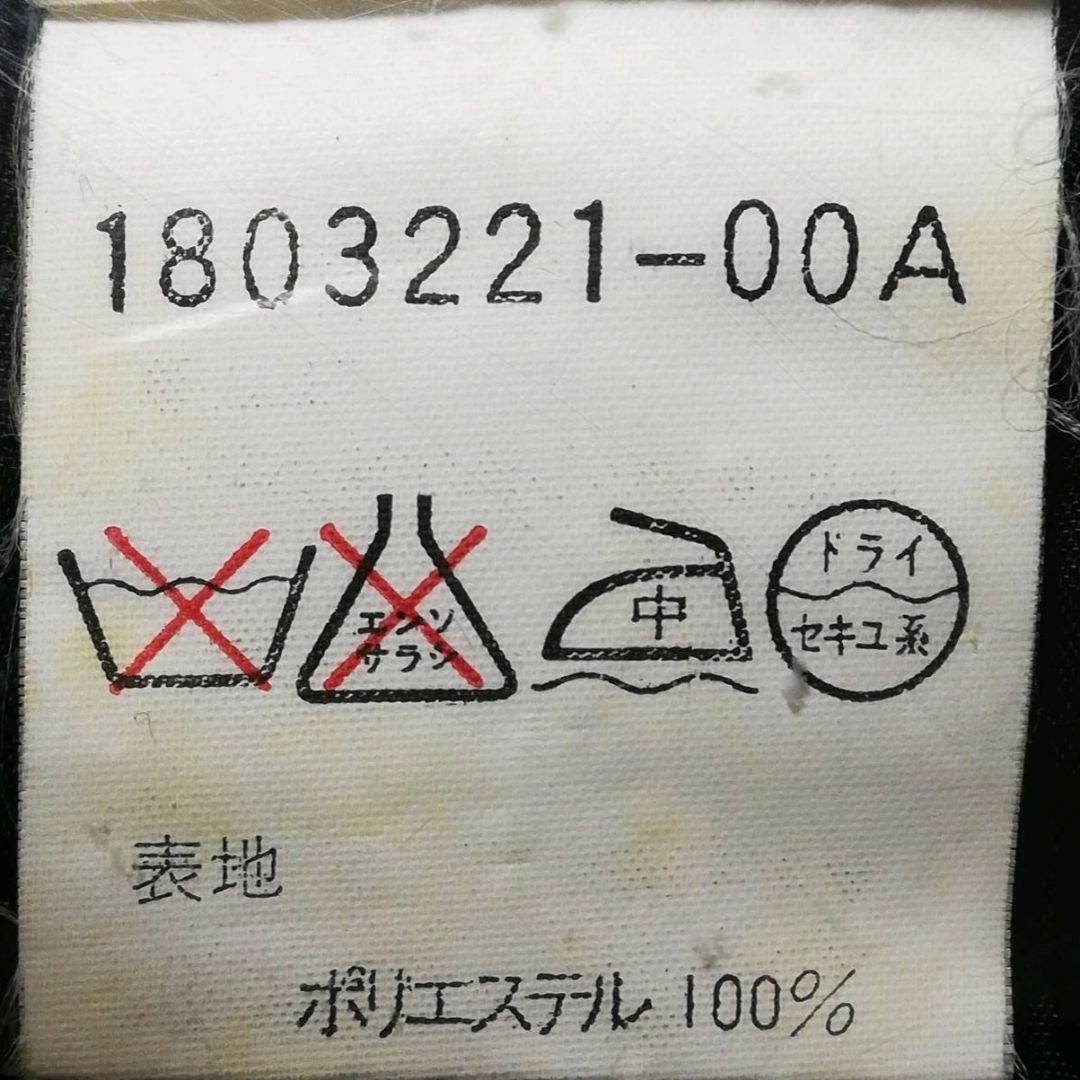 1803221-00A
エンソ
サラシ
中
ドライ
セキユ系
表地
ポリエステル 100%